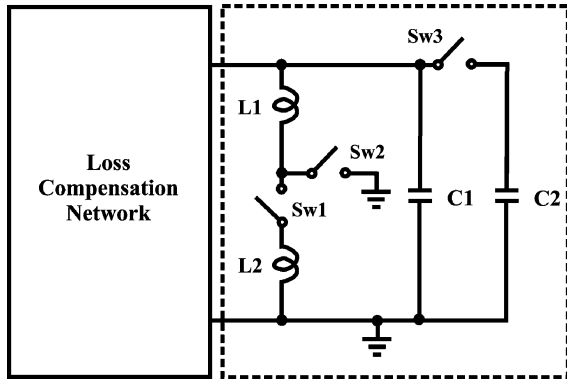 Loss
Compensation
Network
Sw3
L1
Sw2
Sw1
C1
C2
L2